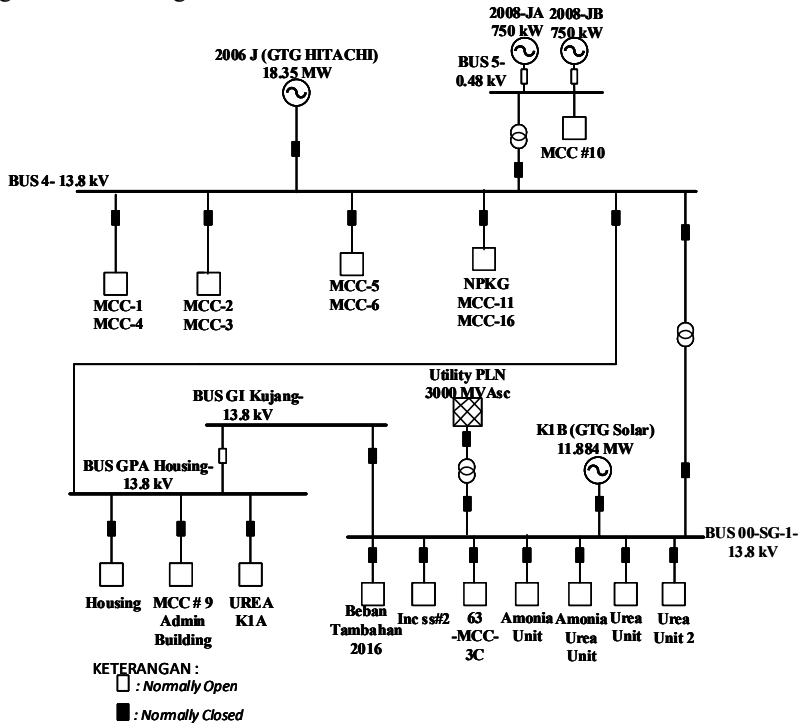 2008-JA
750 kW
2008-JB
750 kW
2006 J (GTG HITACHI)
18.35 MW
BUS 5-
0.48 kV
MCC #10
BUS 4- 13.8 kV
MCC-1
MCC-4
MCC-2
MCC-3
MCC-5
MCC-6
NPKG
MCC-11
MCC-16
Utility PLN
3000 MVAsc
BUS GI Kujang-
13.8 kV
K1B (GTG Solar)
11.884 MW
BUS GPA Housing-
13.8 kV
BUS 00-SG-1-
13.8 kV
Housing
MCC # 9
Admin
Building
UREA
K1A
Beban
Tambahan
2016
Inc ss#2
63
-MCC-
3C
Amonia
Unit
Amonia
Urea
Unit
Urea
Unit
Urea
Unit 2
KETERANGAN :
: Normally Open
: Normally Closed